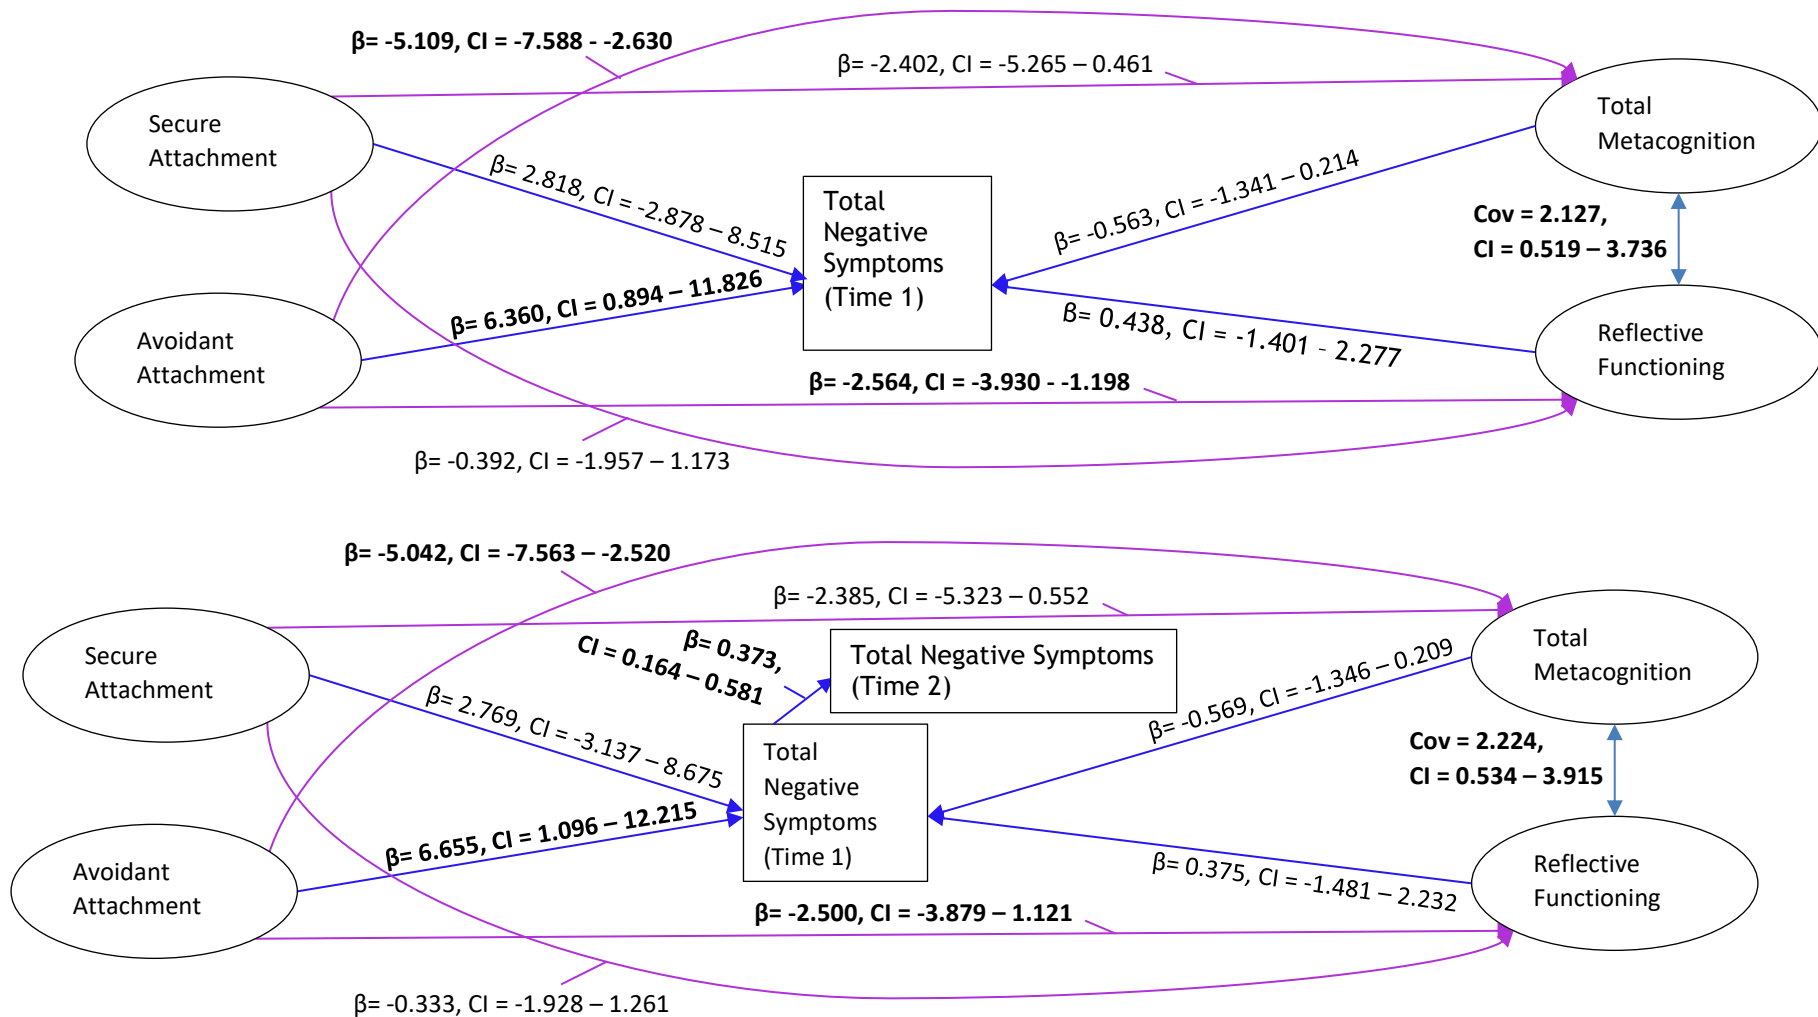 β= -5.109, CI = -7.588 - -2.630
β= -2.402, CI = -5.265 – 0.461
Secure
Attachment
Total
Metacognition
β= 2.818, CI = -2.878 – 8.515
Total
Negative
Symptoms
(Time 1)
β= -0.563, CI = -1.341 – 0.214
Cov = 2.127,
CI = 0.519 – 3.736
β= 6.360, CI = 0.894 – 11.826
β= 0.438, CI = -1.401 - 2.277
Avoidant
Attachment
Reflective
Functioning
β= -2.564, CI = -3.930 - -1.198
β= -0.392, CI = -1.957 – 1.173
β= -5.042, CI = -7.563 – -2.520
β= -2.385, CI = -5.323 – 0.552
Secure
Attachment
β= 0.373,
CI = 0.164 – 0.581
Total Negative Symptoms
(Time 2)
Total
Metacognition
β= 2.769, CI = -3.137 – 8.675
β= -0.569, CI = -1.346 – 0.209
Total
Negative
Symptoms
(Time 1)
Cov = 2.224,
CI = 0.534 – 3.915
β= 6.655, CI = 1.096 – 12.215
β= 0.375, CI = -1.481 – 2.232
Avoidant
Attachment
Reflective
Functioning
β= -2.500, CI = -3.879 – 1.121
β= -0.333, CI = -1.928 – 1.261